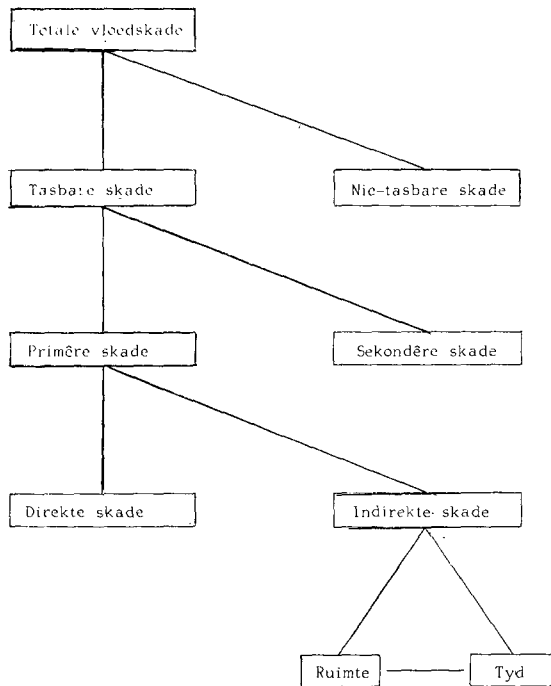 Totale vloedskade
Tasbare skade
Nie-tasbare skade
Primêre skade
Sekondêre skade
Direkte skade
Indirekte skade
Ruimte
Tyd